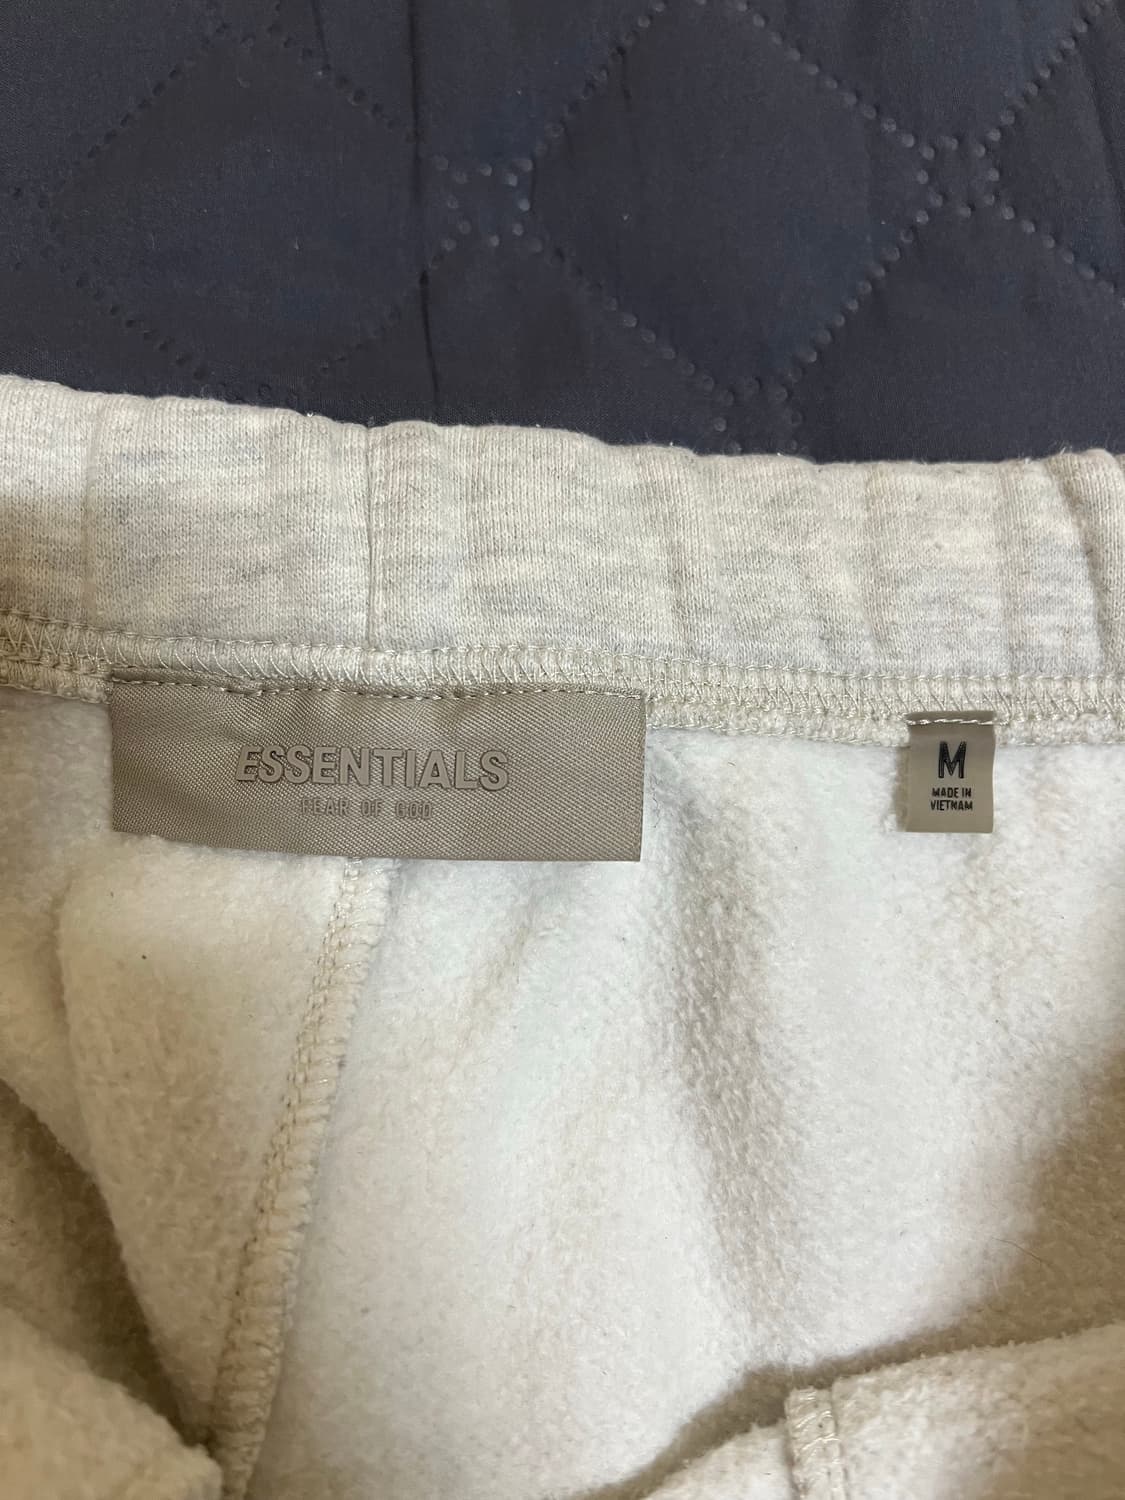 ESSENTIALS
FEAR OF GOD
M
MADE IN
VIETNAM